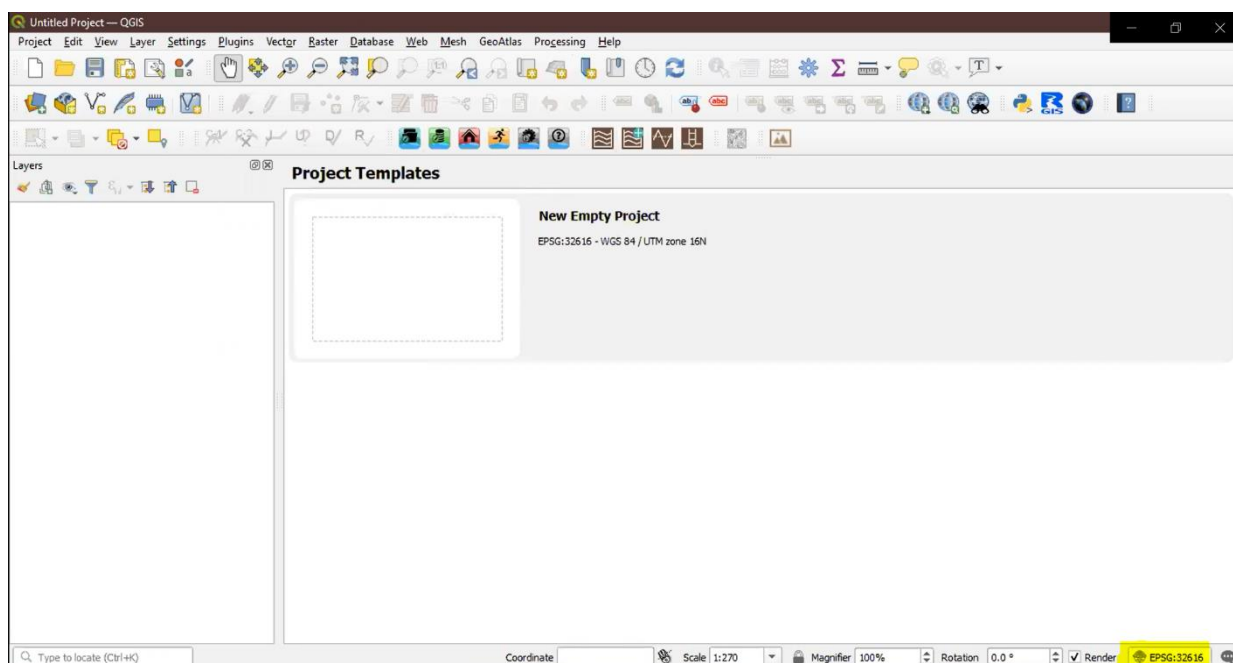 Untitled Project — QGIS
Project Edit View Layer Settings Plugins Vector Raster Database Web Mesh GeoAtlas Processing Help
Layers
Project Templates
New Empty Project
EPSG:32616 - WGS 84 / UTM zone 16N
Type to locate (Ctrl+K) Coordinate Scale 1:270 Magnifier 100% Rotation 0.0 ° Render EPSG:32616